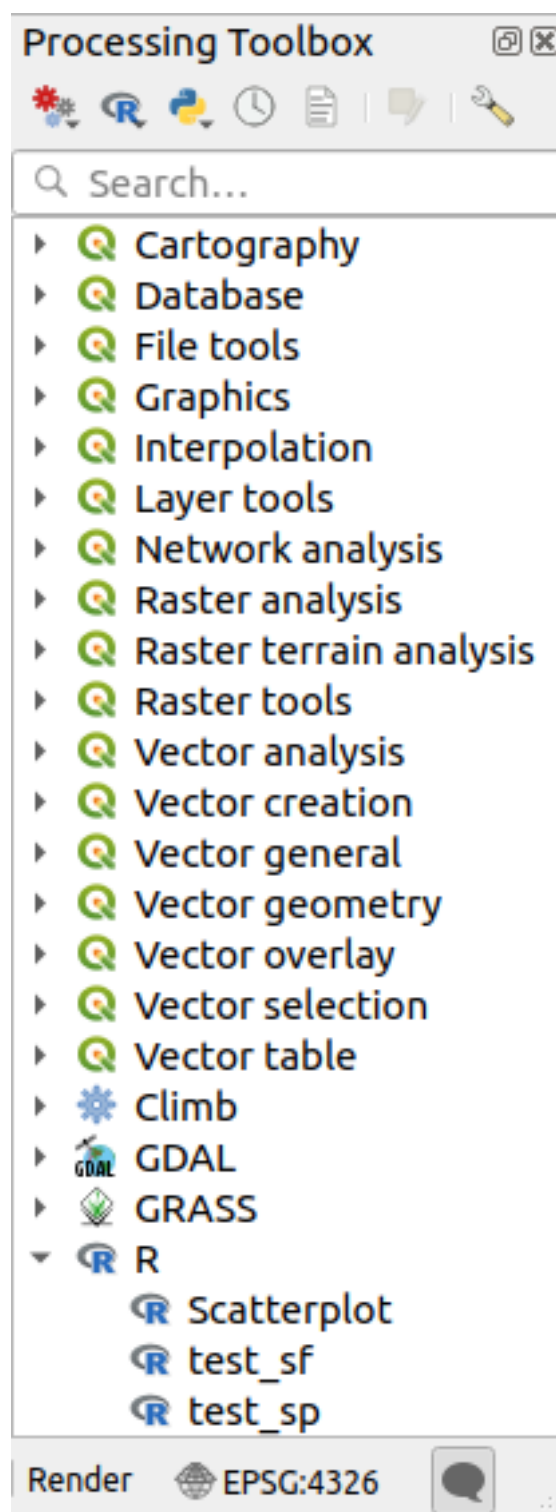 Processing Toolbox
Search...
Cartography
Database
File tools
Graphics
Interpolation
Layer tools
Network analysis
Raster analysis
Raster terrain analysis
Raster tools
Vector analysis
Vector creation
Vector general
Vector geometry
Vector overlay
Vector selection
Vector table
Climb
GDAL GDAL
GRASS
R R
R Scatterplot
R test_sf
R test_sp
Render EPSG:4326